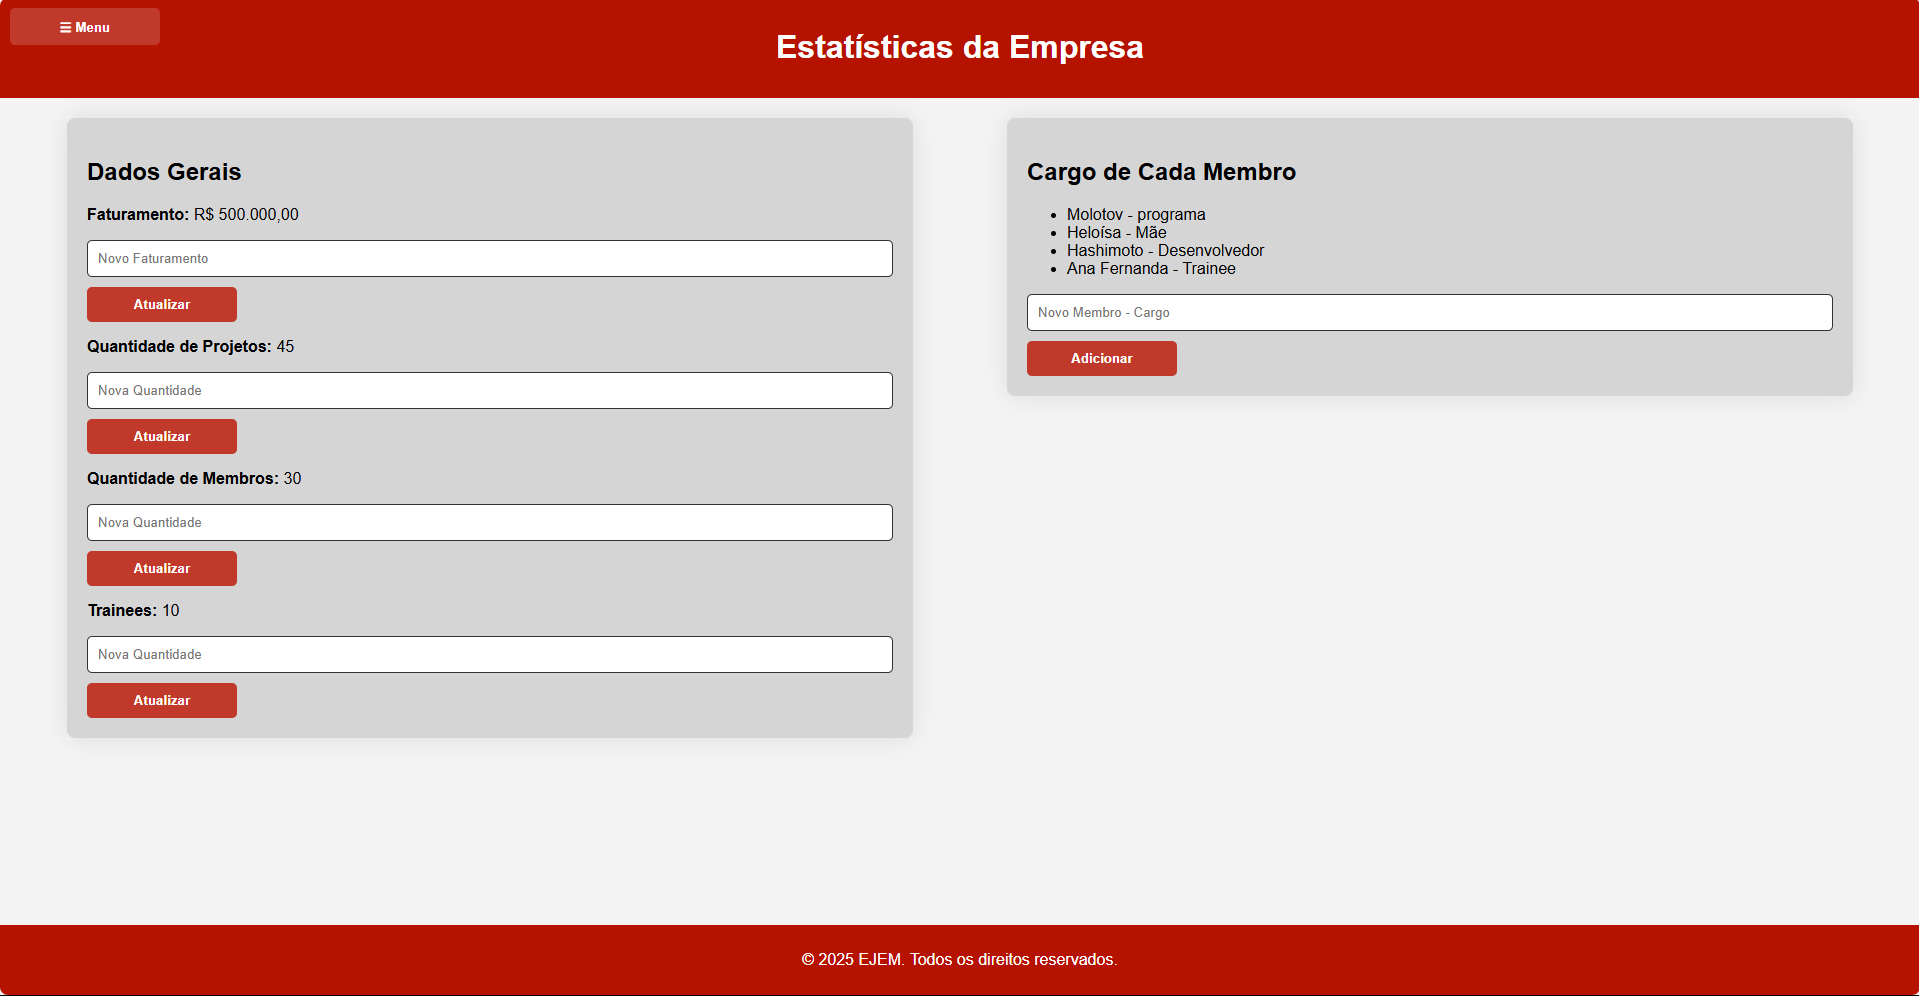 ☰ Menu
Estatísticas da Empresa
Dados Gerais
Faturamento: R$ 500.000,00
Novo Faturamento
Atualizar
Quantidade de Projetos: 45
Nova Quantidade
Atualizar
Quantidade de Membros: 30
Nova Quantidade
Atualizar
Trainees: 10
Nova Quantidade
Atualizar
Cargo de Cada Membro
• Molotov - programa
• Heloísa - Mãe
• Hashimoto - Desenvolvedor
• Ana Fernanda - Trainee
Novo Membro - Cargo
Adicionar
© 2025 EJEM. Todos os direitos reservados.